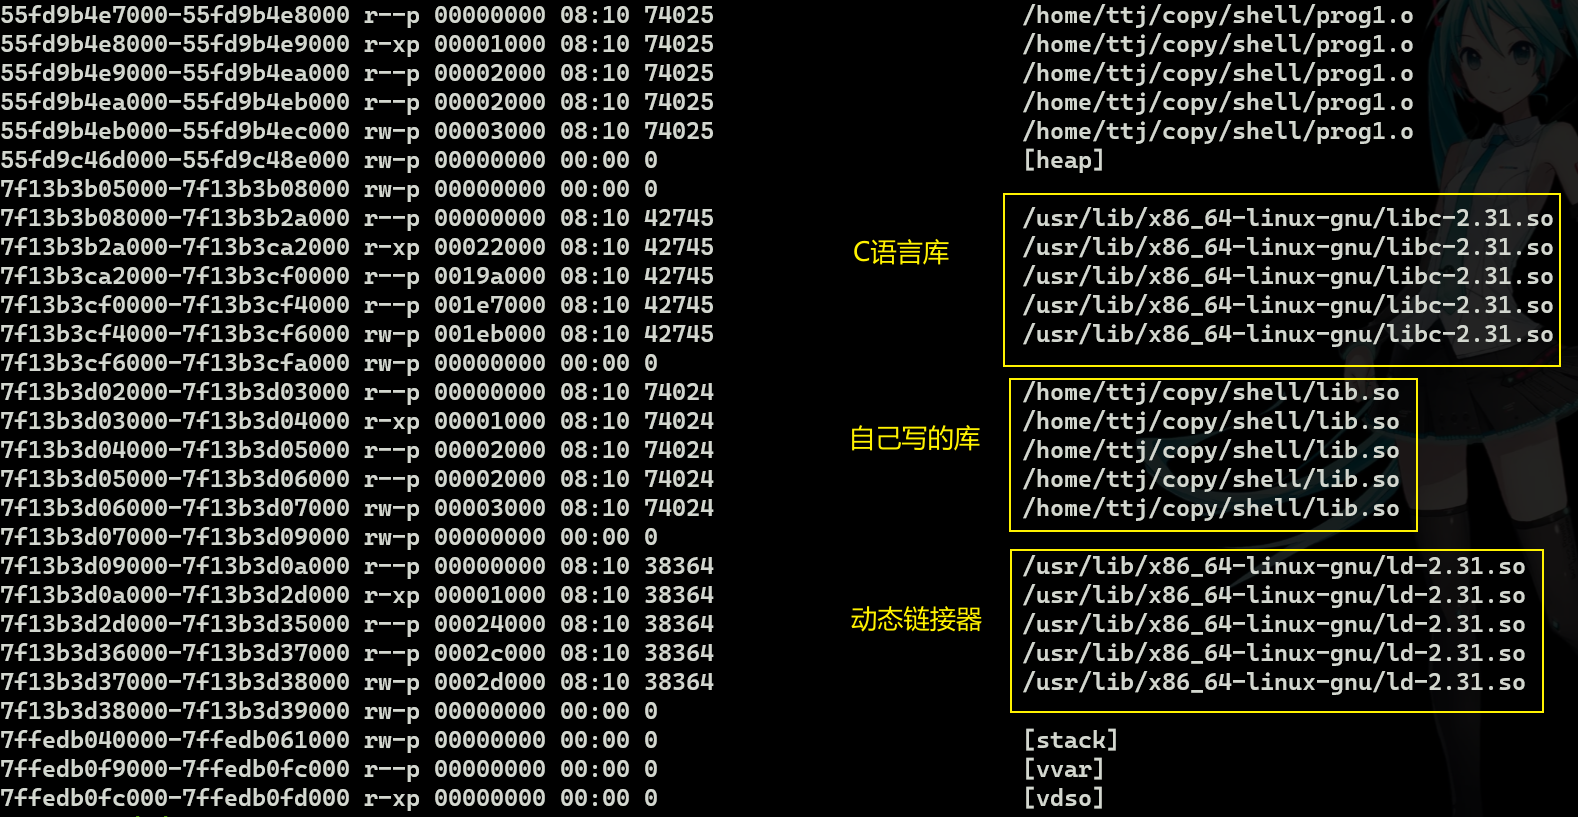 55fd9b4e7000-55fd9b4e8000 r--p 00000000 08:10 74025 /home/ttj/copy/shell/prog1.o
55fd9b4e8000-55fd9b4e9000 r-xp 00001000 08:10 74025 /home/ttj/copy/shell/prog1.o
55fd9b4e9000-55fd9b4ea000 r--p 00002000 08:10 74025 /home/ttj/copy/shell/prog1.o
55fd9b4ea000-55fd9b4eb000 r--p 00002000 08:10 74025 /home/ttj/copy/shell/prog1.o
55fd9b4eb000-55fd9b4ec000 rw-p 00003000 08:10 74025 /home/ttj/copy/shell/prog1.o
55fd9c46d000-55fd9c48e000 rw-p 00000000 00:00 0 [heap]
7f13b3b05000-7f13b3b08000 rw-p 00000000 00:00 0
7f13b3b08000-7f13b3b2a000 r--p 00000000 08:10 42745 /usr/lib/x86_64-linux-gnu/libc-2.31.so
7f13b3b2a000-7f13b3ca2000 r-xp 00022000 08:10 42745 /usr/lib/x86_64-linux-gnu/libc-2.31.so
C语言库
7f13b3ca2000-7f13b3cf0000 r--p 0019a000 08:10 42745 /usr/lib/x86_64-linux-gnu/libc-2.31.so
7f13b3cf0000-7f13b3cf4000 r--p 001e7000 08:10 42745 /usr/lib/x86_64-linux-gnu/libc-2.31.so
7f13b3cf4000-7f13b3cf6000 rw-p 001eb000 08:10 42745 /usr/lib/x86_64-linux-gnu/libc-2.31.so
7f13b3cf6000-7f13b3cfa000 rw-p 00000000 00:00 0
7f13b3d02000-7f13b3d03000 r--p 00000000 08:10 74024 /home/ttj/copy/shell/lib.so
7f13b3d03000-7f13b3d04000 r-xp 00001000 08:10 74024 /home/ttj/copy/shell/lib.so
自己写的库
7f13b3d04000-7f13b3d05000 r--p 00002000 08:10 74024 /home/ttj/copy/shell/lib.so
7f13b3d05000-7f13b3d06000 r--p 00002000 08:10 74024 /home/ttj/copy/shell/lib.so
7f13b3d06000-7f13b3d07000 rw-p 00003000 08:10 74024 /home/ttj/copy/shell/lib.so
7f13b3d07000-7f13b3d09000 rw-p 00000000 00:00 0
7f13b3d09000-7f13b3d0a000 r--p 00000000 08:10 38364 /usr/lib/x86_64-linux-gnu/ld-2.31.so
7f13b3d0a000-7f13b3d2d000 r-xp 00001000 08:10 38364 /usr/lib/x86_64-linux-gnu/ld-2.31.so
动态链接器
7f13b3d2d000-7f13b3d35000 r--p 00024000 08:10 38364 /usr/lib/x86_64-linux-gnu/ld-2.31.so
7f13b3d36000-7f13b3d37000 r--p 0002c000 08:10 38364 /usr/lib/x86_64-linux-gnu/ld-2.31.so
7f13b3d37000-7f13b3d38000 rw-p 0002d000 08:10 38364 /usr/lib/x86_64-linux-gnu/ld-2.31.so
7f13b3d38000-7f13b3d39000 rw-p 00000000 00:00 0
7ffedb040000-7ffedb061000 rw-p 00000000 00:00 0 [stack]
7ffedb0f9000-7ffedb0fc000 r--p 00000000 00:00 0 [vvar]
7ffedb0fc000-7ffedb0fd000 r-xp 00000000 00:00 0 [vdso]